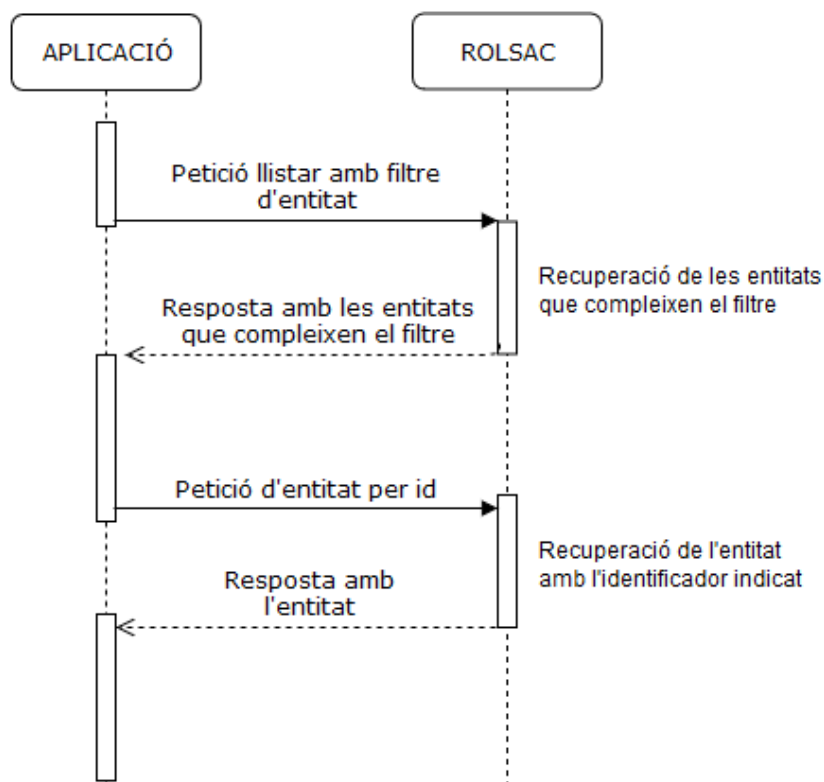 APLICACIÓ
ROLSAC
Petició llistar amb filtre
d'entitat
Recuperació de les entitats
que compleixen el filtre
Resposta amb les entitats
que compleixen el filtre
Petició d'entitat per id
Recuperació de l'entitat
amb l'identificador indicat
Resposta amb
l'entitat